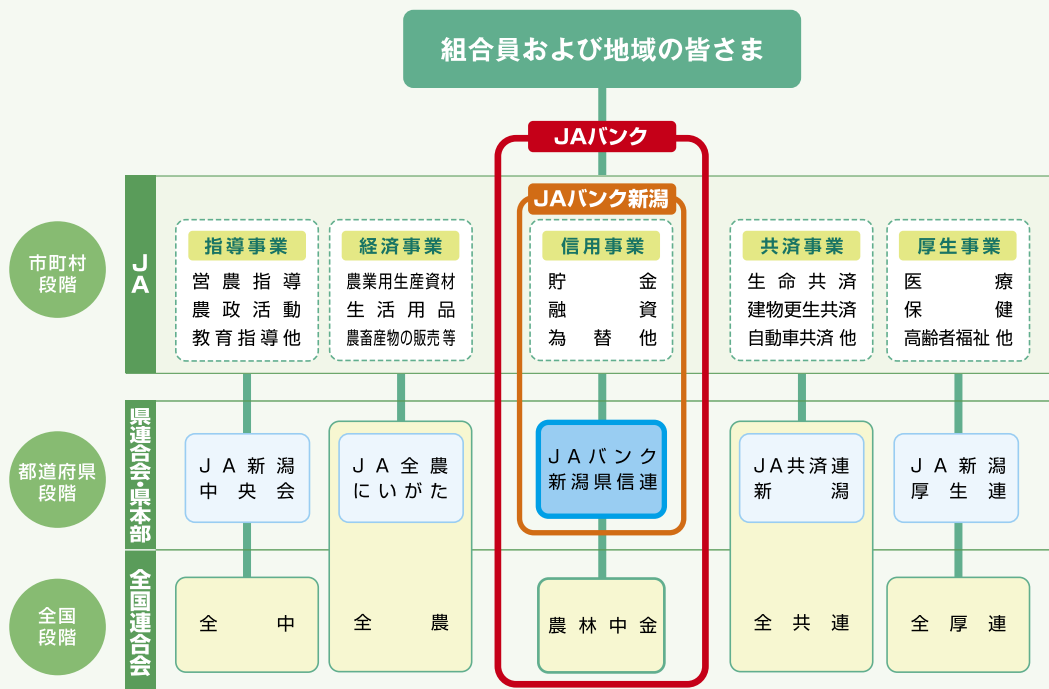 組合員および地域の皆さま
JAバンク
JAバンク新潟
市町村
段階
JA
指導事業
営農指導
農政活動
教育指導他
経済事業
農業用生産資材
生活用品
農畜産物の販売等
信用事業
貯金
融資
為替他
共済事業
生命共済
建物更生共済
自動車共済他
厚生事業
医療
保健
高齢者福祉他
都道府県
段階
県連合会・県本部
JA新潟
中央会
JA全農
にいがた
JAバンク
新潟県信連
JA共済連
新潟
JA新潟
厚生連
全国
段階
全国連合会
全中
全農
農林中金
全共連
全厚連